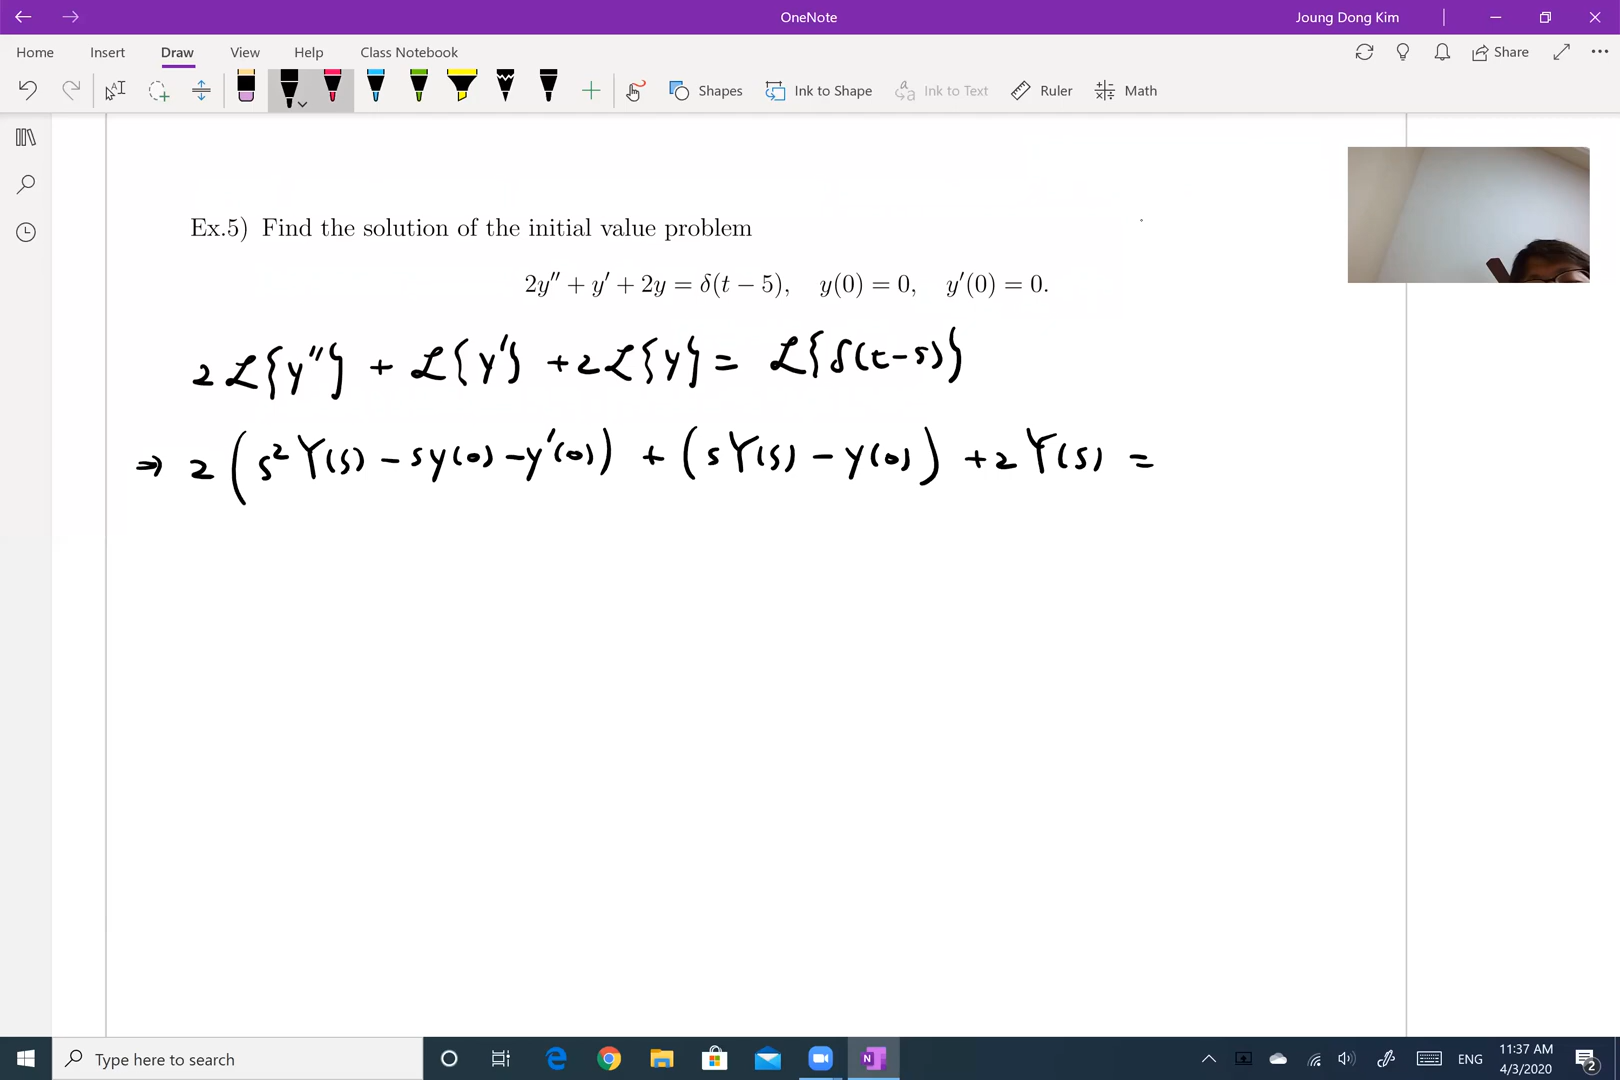 OneNote
Joung Dong Kim
Home Insert Draw View Help Class Notebook
Share
Shapes Ink to Shape Ink to Text Ruler Math
Ex.5) Find the solution of the initial value problem
2y″ + y′ + 2y = δ(t − 5), y(0) = 0, y′(0) = 0.
2ℒ{y″} + ℒ{y′} + 2ℒ{y} = ℒ{δ(t−5)}
⇒ 2(s²Y(s) − sy(0) − y′(0)) + (sY(s) − y(0)) + 2Y(s) =
Type here to search
ENG
11:37 AM
4/3/2020
2